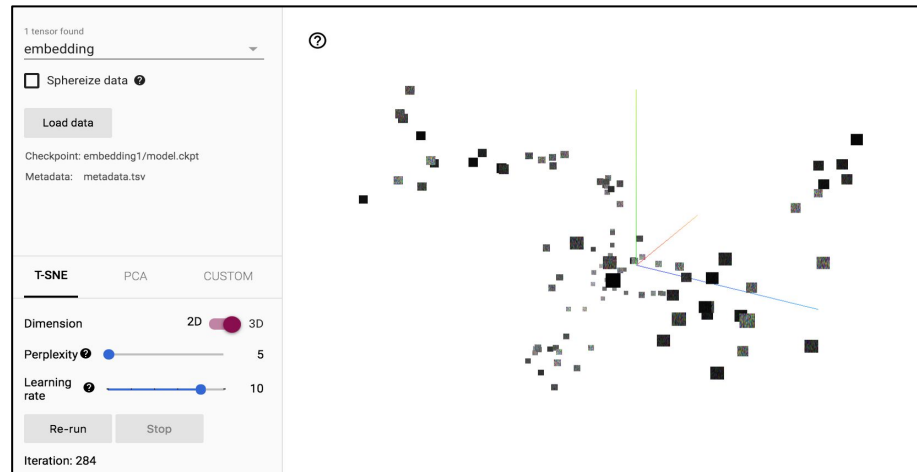 1 tensor found
embedding
Sphereize data ?
Load data
Checkpoint: embedding1/model.ckpt
Metadata: metadata.tsv
T-SNE PCA CUSTOM
Dimension 2D 3D
Perplexity ? 5
Learning
rate ? 10
Re-run Stop
Iteration: 284
?